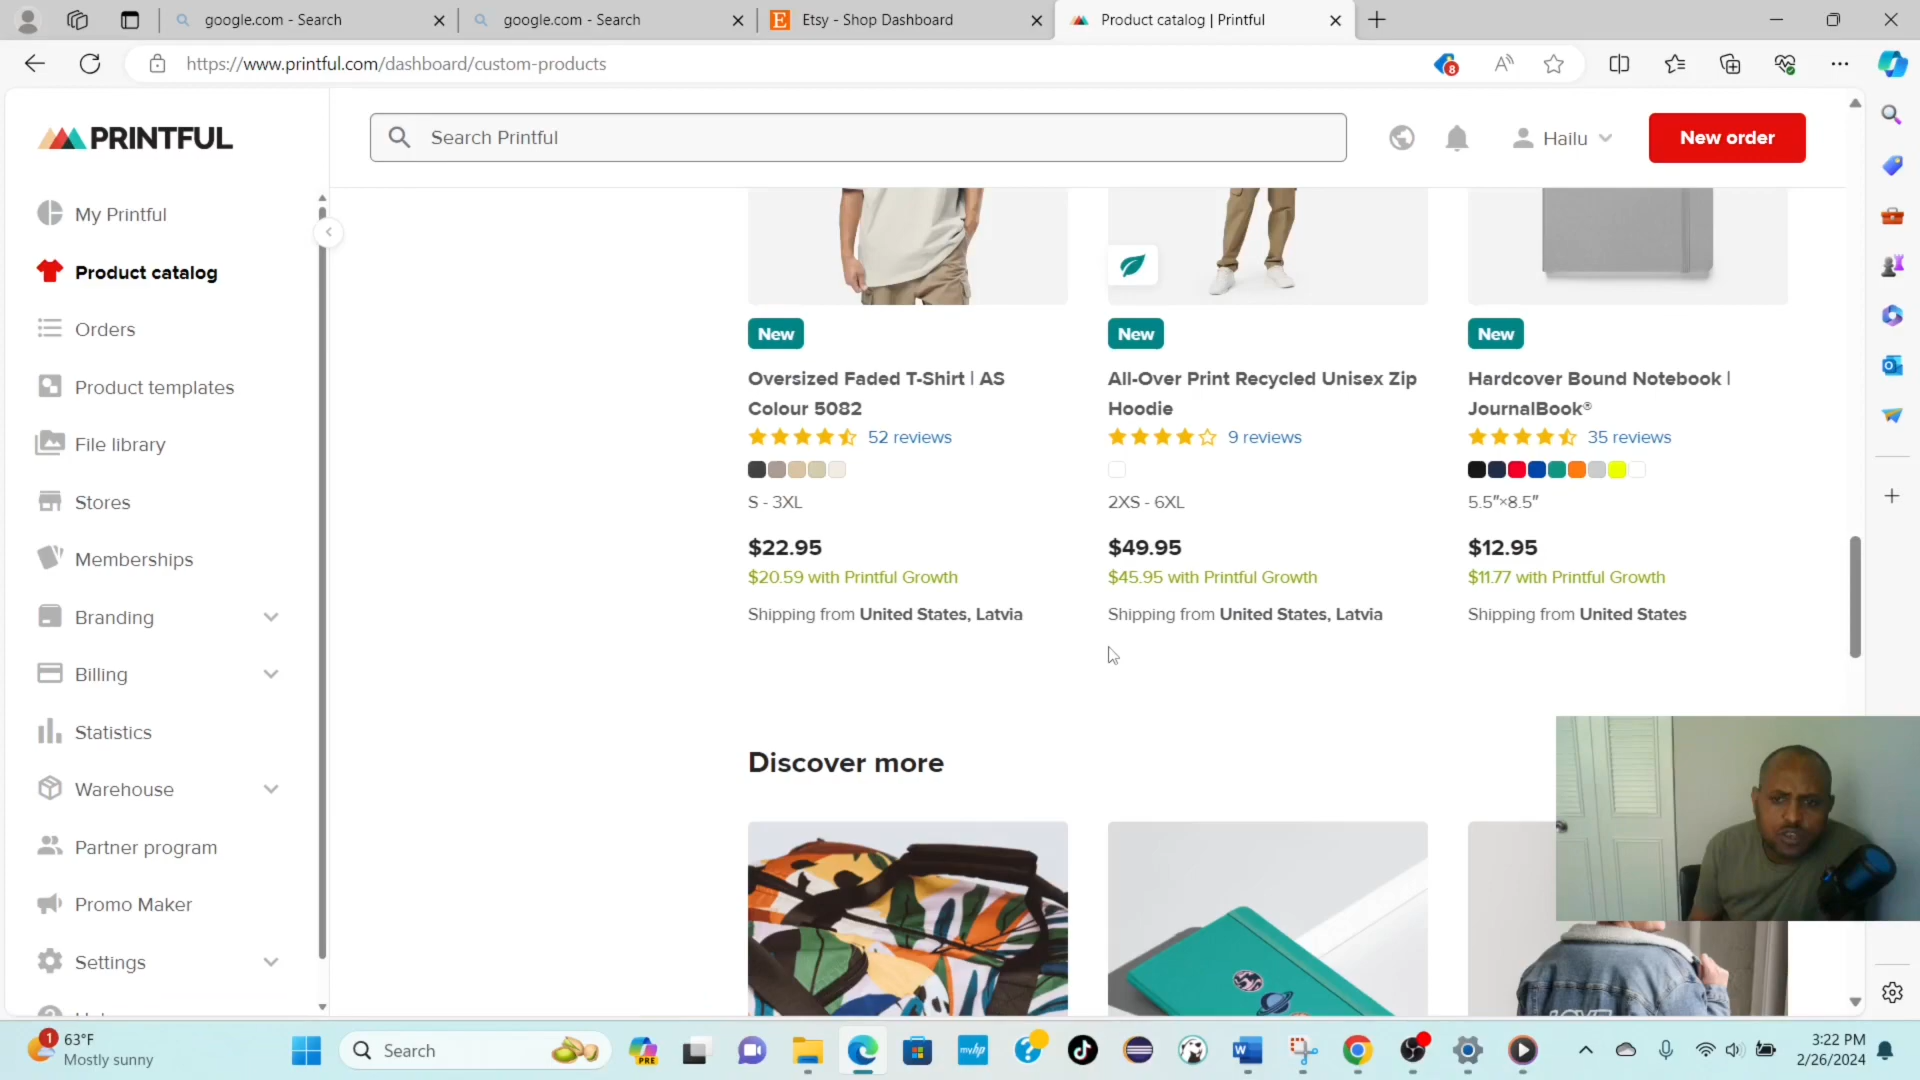 google.com - Search
google.com - Search
Etsy - Shop Dashboard
Product catalog | Printful
https://www.printful.com/dashboard/custom-products
8
PRINTFUL
Search Printful
Hailu
New order
My Printful
Product catalog
Orders
Product templates
File library
Stores
Memberships
Branding
Billing
Statistics
Warehouse
Partner program
Promo Maker
Settings
New
New
New
Oversized Faded T-Shirt | AS
Colour 5082
All-Over Print Recycled Unisex Zip
Hoodie
Hardcover Bound Notebook |
JournalBook®
52 reviews
9 reviews
35 reviews
S - 3XL
2XS - 6XL
5.5″×8.5″
$22.95
$49.95
$12.95
$20.59 with Printful Growth
$45.95 with Printful Growth
$11.77 with Printful Growth
Shipping from United States, Latvia
Shipping from United States, Latvia
Shipping from United States
Discover more
1
63°F
Mostly sunny
Search
PRE
myhp
W
3:22 PM
2/26/2024